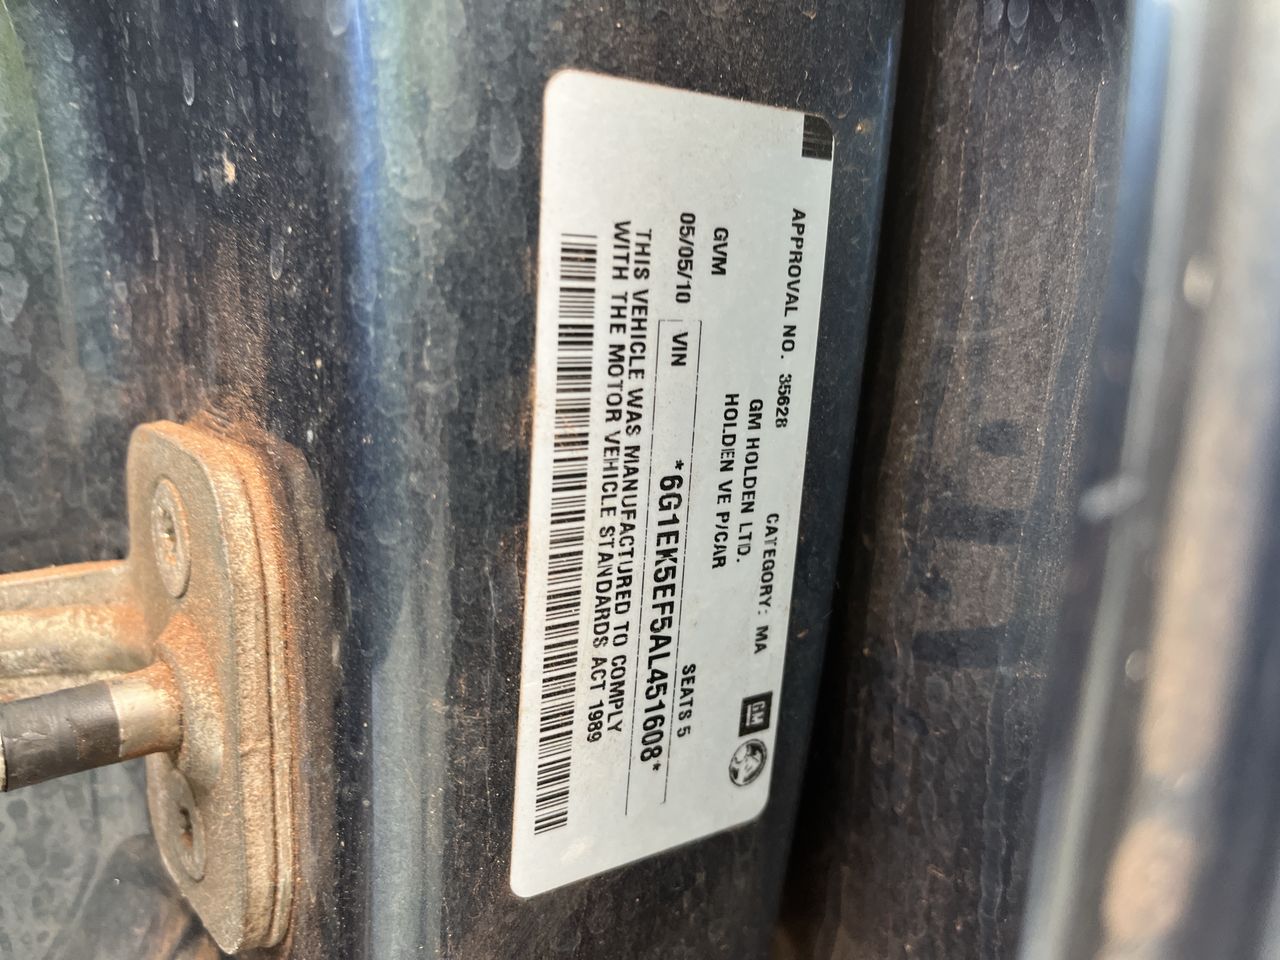 APPROVAL NO. 35628
CATEGORY: MA
GM
GM HOLDEN LTD.
HOLDEN VE P/CAR
GVM
SEATS 5
05/05/10
VIN
*6G1EK5EF5AL451608*
THIS VEHICLE WAS MANUFACTURED TO COMPLY
WITH THE MOTOR VEHICLE STANDARDS ACT 1989